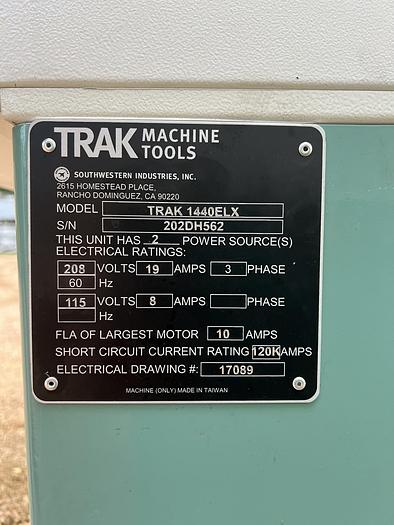 TRAK MACHINE TOOLS
SOUTHWESTERN INDUSTRIES, INC.
2615 HOMESTEAD PLACE,
RANCHO DOMINGUEZ, CA 90220
MODEL TRAK 1440ELX
S/N 202DH562
THIS UNIT HAS 2 POWER SOURCE(S)
ELECTRICAL RATINGS:
208 VOLTS 19 AMPS 3 PHASE
60 Hz
115 VOLTS 8 AMPS PHASE
Hz
FLA OF LARGEST MOTOR 10 AMPS
SHORT CIRCUIT CURRENT RATING 120K AMPS
ELECTRICAL DRAWING #: 17089
MACHINE (ONLY) MADE IN TAIWAN